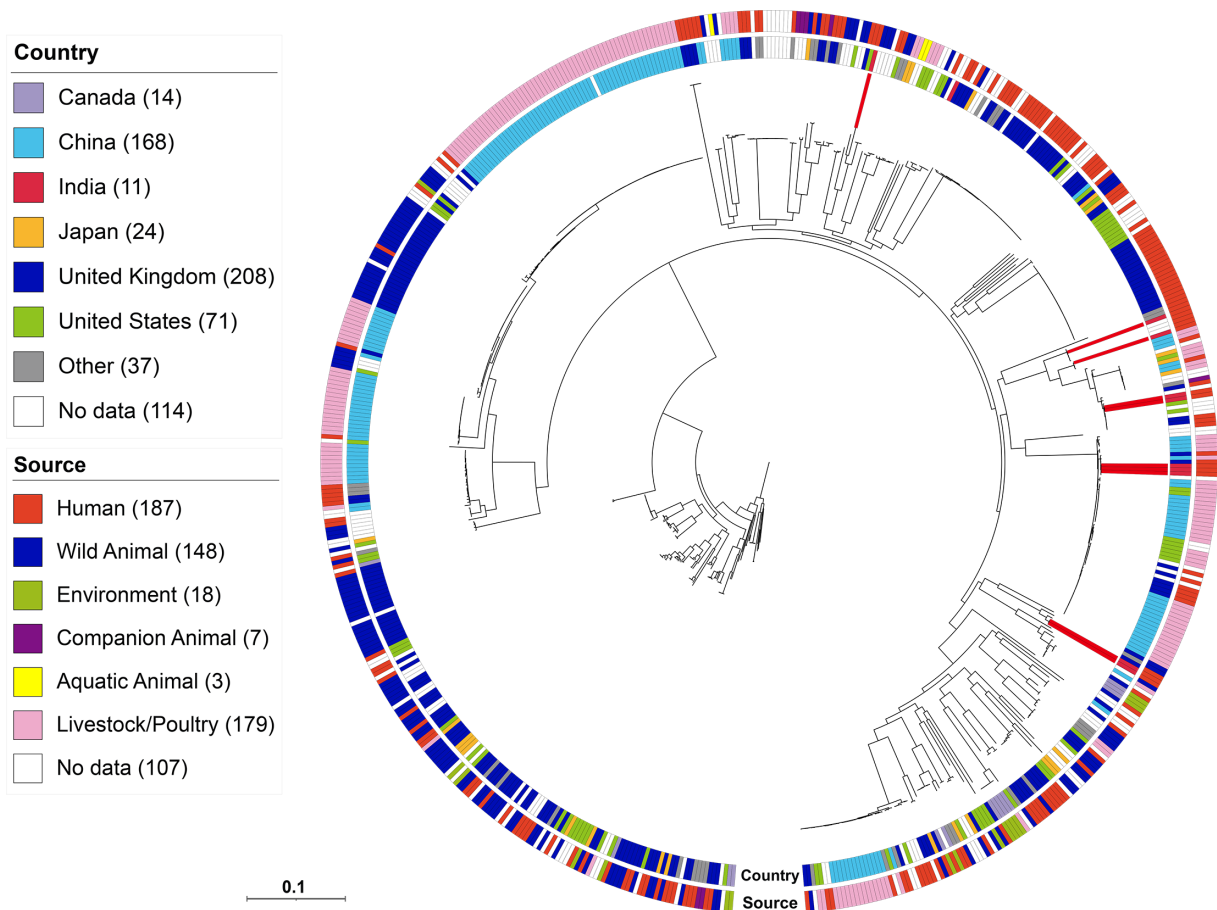 Country
Canada (14)
China (168)
India (11)
Japan (24)
United Kingdom (208)
United States (71)
Other (37)
No data (114)
Source
Human (187)
Wild Animal (148)
Environment (18)
Companion Animal (7)
Aquatic Animal (3)
Livestock/Poultry (179)
No data (107)
0.1
Country
Source